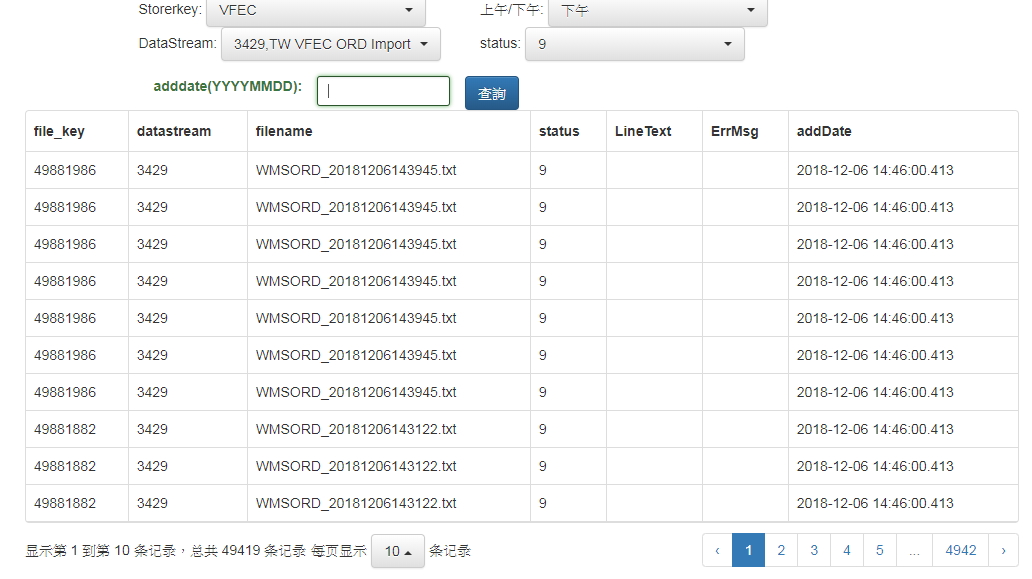 Storerkey: VFEC 上午/下午: 下午
DataStream: 3429,TW VFEC ORD Import status: 9
adddate(YYYYMMDD): 查詢
file_key datastream filename status LineText ErrMsg addDate
49881986 3429 WMSORD_20181206143945.txt 9 2018-12-06 14:46:00.413
49881986 3429 WMSORD_20181206143945.txt 9 2018-12-06 14:46:00.413
49881986 3429 WMSORD_20181206143945.txt 9 2018-12-06 14:46:00.413
49881986 3429 WMSORD_20181206143945.txt 9 2018-12-06 14:46:00.413
49881986 3429 WMSORD_20181206143945.txt 9 2018-12-06 14:46:00.413
49881986 3429 WMSORD_20181206143945.txt 9 2018-12-06 14:46:00.413
49881986 3429 WMSORD_20181206143945.txt 9 2018-12-06 14:46:00.413
49881882 3429 WMSORD_20181206143122.txt 9 2018-12-06 14:46:00.413
49881882 3429 WMSORD_20181206143122.txt 9 2018-12-06 14:46:00.413
49881882 3429 WMSORD_20181206143122.txt 9 2018-12-06 14:46:00.413
显示第 1 到第 10 条记录，总共 49419 条记录 每页显示 10 条记录 ‹ 1 2 3 4 5 ... 4942 ›